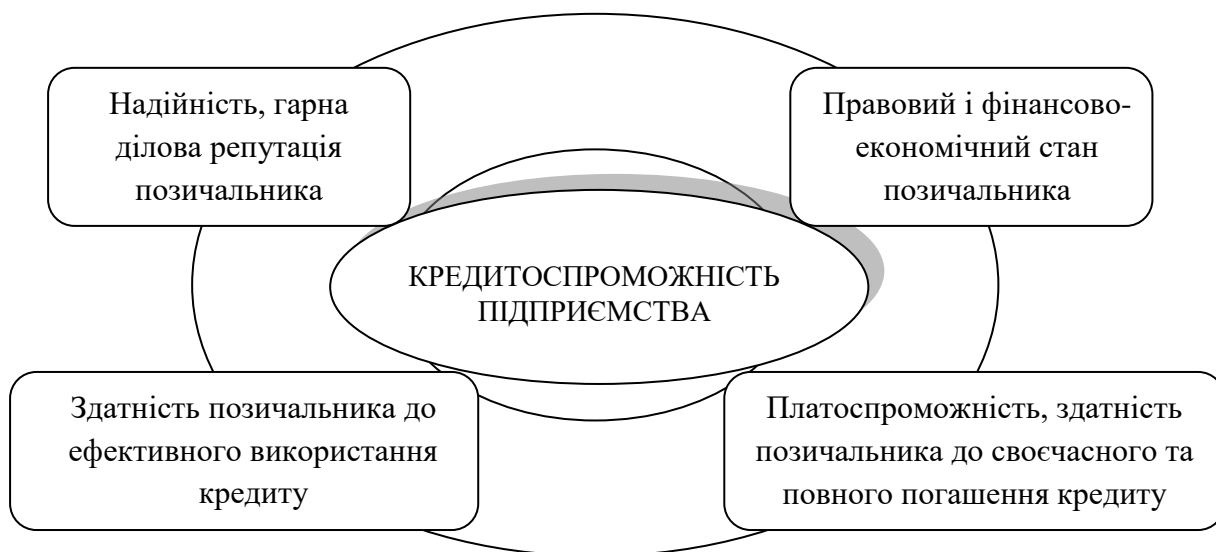 Надійність, гарна
ділова репутація
позичальника
Правовий і фінансово-
економічний стан
позичальника
КРЕДИТОСПРОМОЖНІСТЬ
ПІДПРИЄМСТВА
Здатність позичальника до
ефективного використання
кредиту
Платоспроможність, здатність
позичальника до своєчасного та
повного погашення кредиту